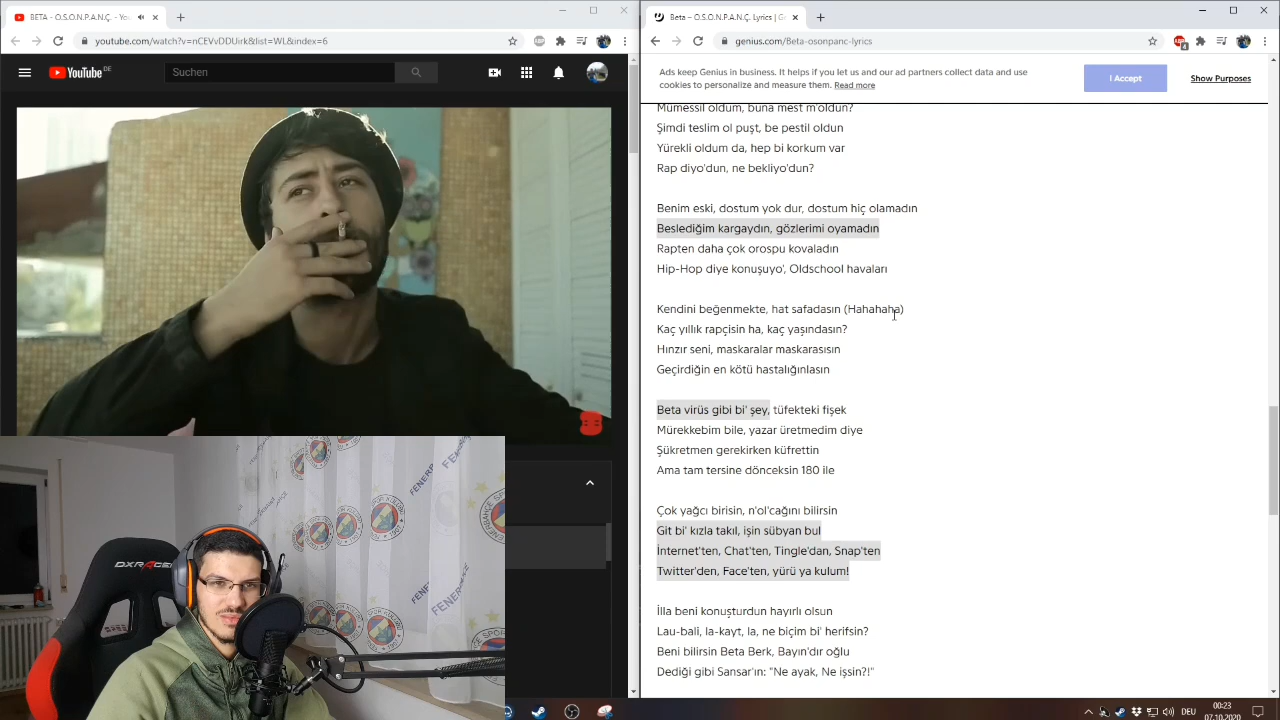 BETA - O.S.O.N.P.A.N.Ç. - You
youtube.com/watch?v=nCEVvDDUirk&list=WL&index=6
YouTube DE
Suchen
Beta – O.S.O.N.P.A.N.Ç. Lyrics | G
genius.com/Beta-osonpanc-lyrics
Ads keep Genius in business. It helps if you let us and our ad partners collect data and use
cookies to personalize and measure them. Read more
I Accept
Show Purposes
Mümessil oldum, buna mest m'oldun?
Şimdi teslim ol puşt, be pestil oldun
Yürekli oldum da, hep bi korkum var
Rap diyo'dun, ne bekliyo'dun?
Benim eski, dostum yok dur, dostum hiç olamadın
Beslediğim kargaydın, gözlerimi oyamadın
Rapten daha çok orospu kovaladın
Hip-Hop diye konuşuyo', Oldschool havaları
Kendini beğenmekte, hat safadasın (Hahahaha)
Kaç yıllık rapçisin ha, kaç yaşındasın?
Hınzır seni, maskaralar maskarasısın
Geçirdiğin en kötü hastalığınlasın
Beta virüs gibi bi' şey, tüfekteki fişek
Mürekkebim bile, yazar üretmedim diye
Şükretmen gerekirken küfrettin
Ama tam tersine dönceksin 180 ile
Çok yağcı birisin, n'ol'cağını bilirsin
Git bi' kızla takıl, işin sübyan bul
İnternet'ten, Chat'ten, Tingle'dan, Snap'ten
Twitter'den, Face'ten, yürü ya kulum!
İlla beni konuşturdun hayırlı olsun
Lau-bali, la-kayt, la, ne biçim bi' herifsin?
Beni bilirsin Beta Berk, Bayın'dır oğlu
Dediği gibi Sansar'ın: "Ne ayak, Ne işsin?!"
DXRACER
DEU
00:23
07.10.2020